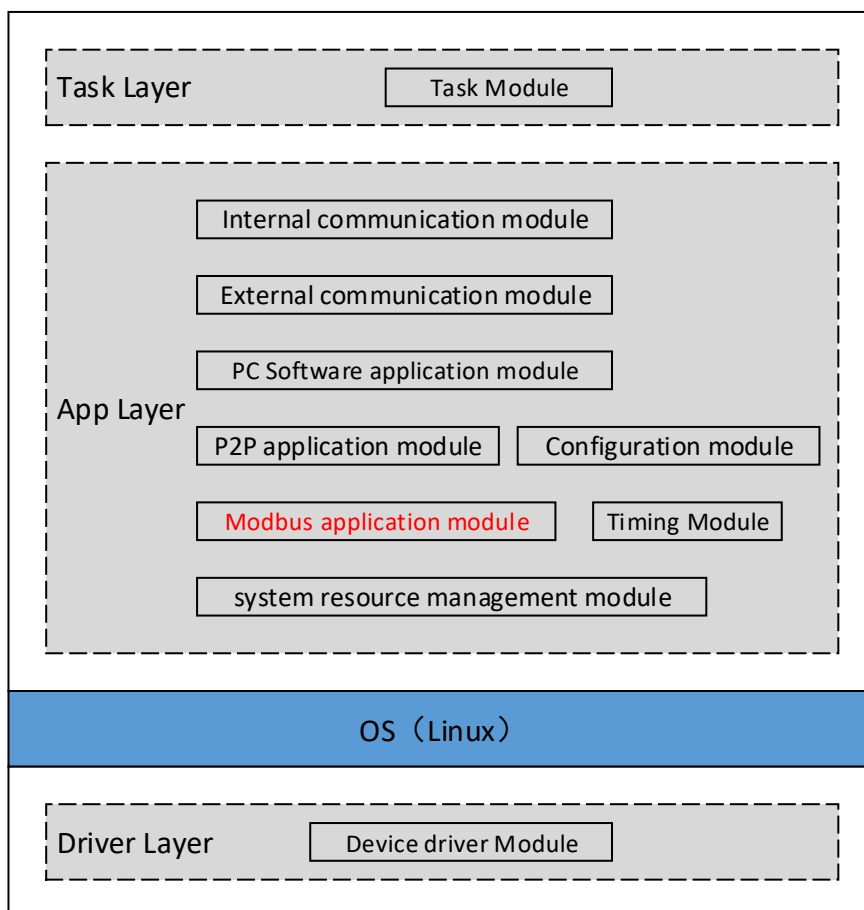 Task Layer
Task Module
Internal communication module
External communication module
PC Software application module
App Layer
P2P application module
Configuration module
Modbus application module
Timing Module
system resource management module
OS（Linux）
Driver Layer
Device driver Module